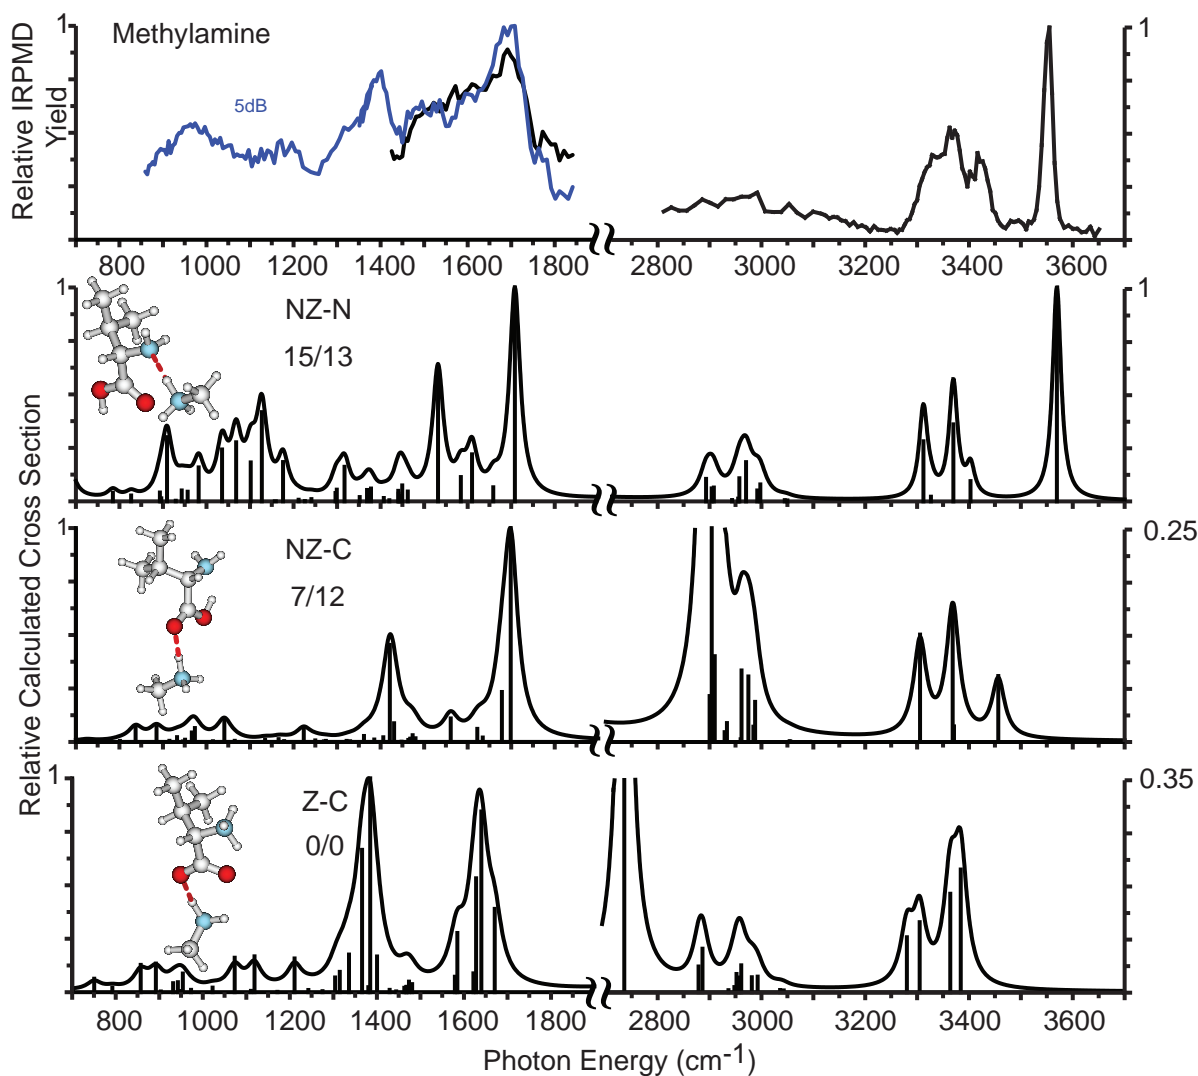 Methylamine
5dB
Relative IRPMD
Yield
1
1
800 1000 1200 1400 1600 1800 2800 3000 3200 3400 3600
1
NZ-N
15/13
1
1
NZ-C
7/12
0.25
Relative Calculated Cross Section
1
Z-C
0/0
0.35
800 1000 1200 1400 1600 1800 2800 3000 3200 3400 3600
Photon Energy (cm-1)